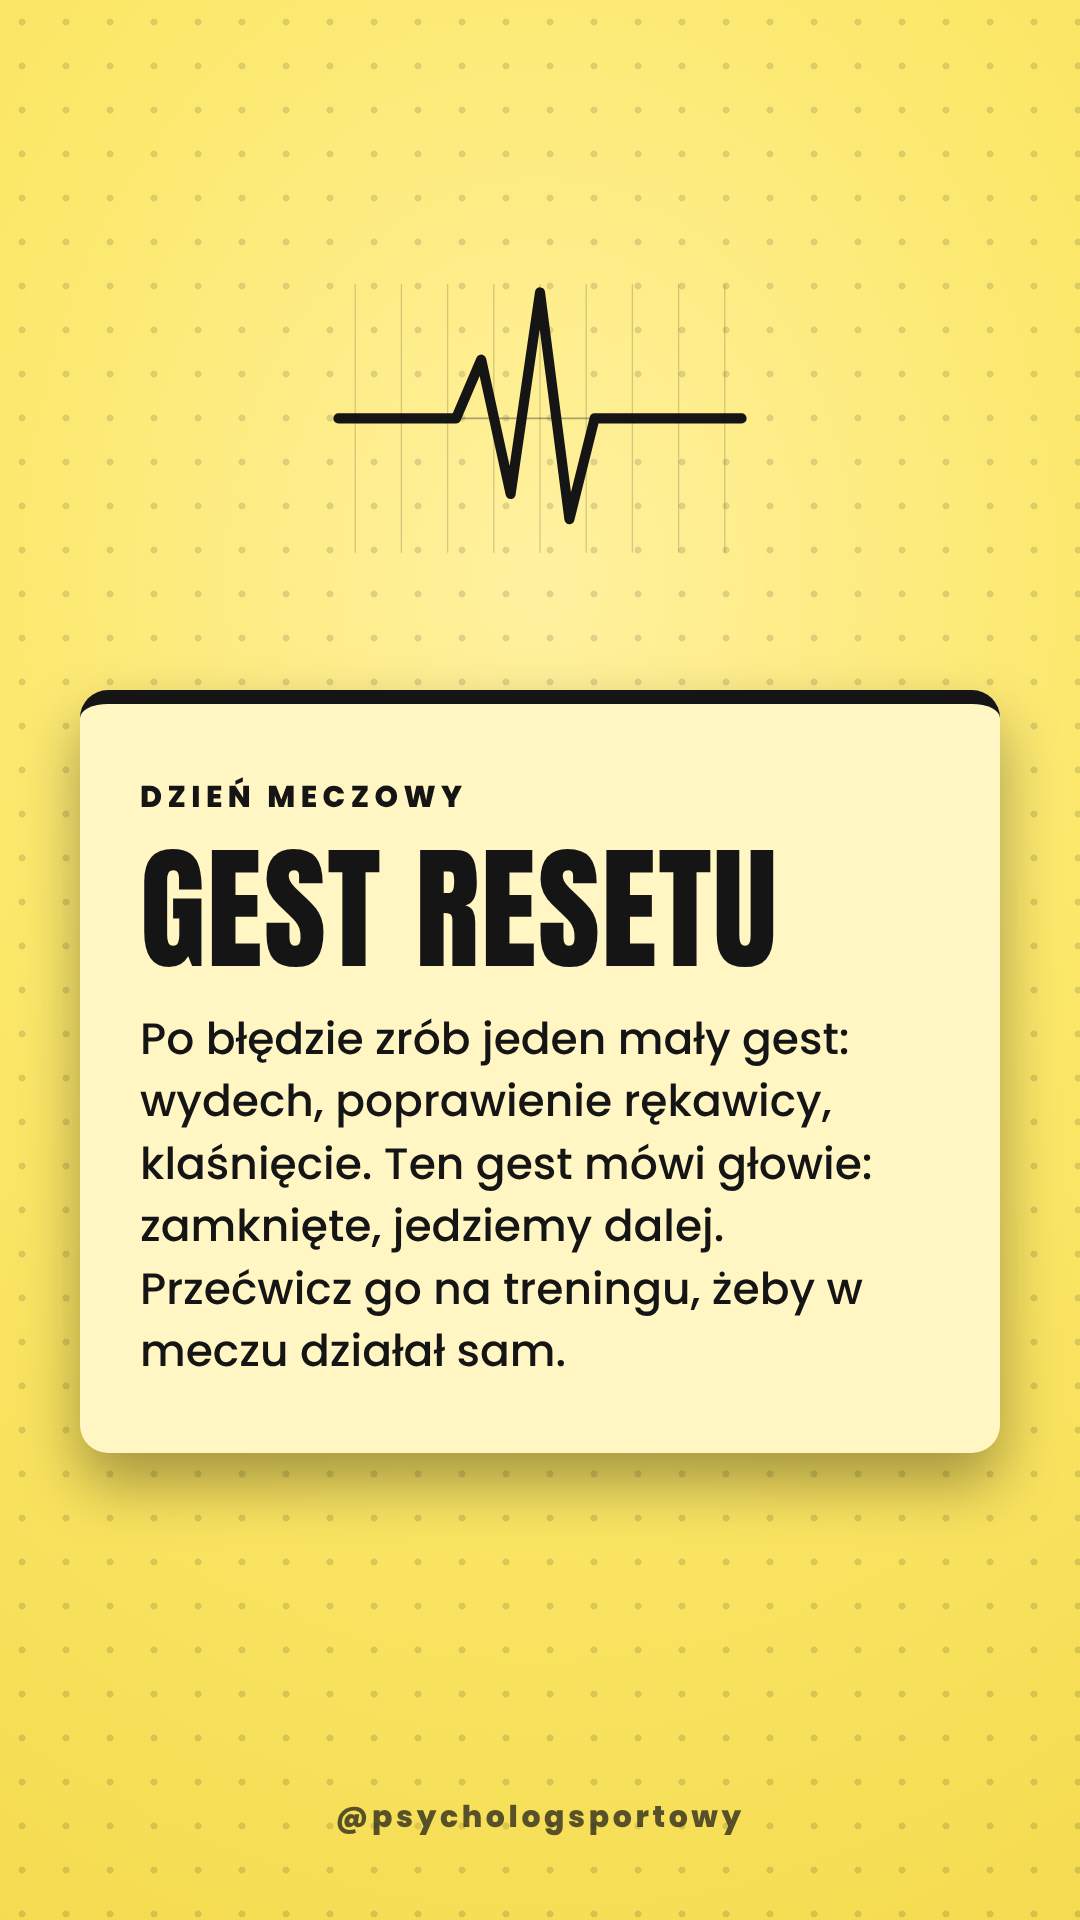 DZIEŃ MECZOWY
GEST RESETU
Po błędzie zrób jeden mały gest:
wydech, poprawienie rękawicy,
klaśnięcie. Ten gest mówi głowie:
zamknięte, jedziemy dalej.
Przećwicz go na treningu, żeby w
meczu działał sam.
@psychologsportowy